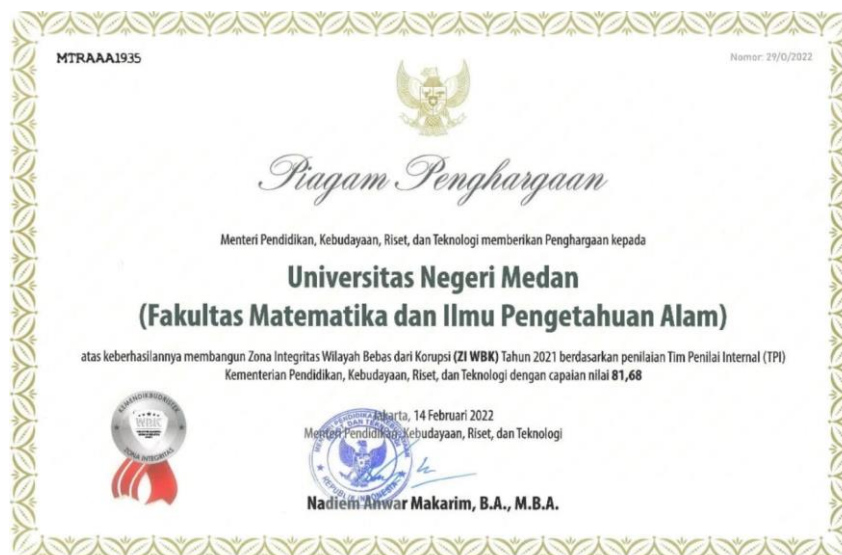 MTRAAA1935
Nomor: 29/O/2022
Piagam Penghargaan
Menteri Pendidikan, Kebudayaan, Riset, dan Teknologi memberikan Penghargaan kepada
Universitas Negeri Medan
(Fakultas Matematika dan Ilmu Pengetahuan Alam)
atas keberhasilannya membangun Zona Integritas Wilayah Bebas dari Korupsi (ZI WBK) Tahun 2021 berdasarkan penilaian Tim Penilai Internal (TPI)
Kementerian Pendidikan, Kebudayaan, Riset, dan Teknologi dengan capaian nilai 81,68
KEMENDIKBUDRISTEK
WBK
ZONA INTEGRITAS
Jakarta, 14 Februari 2022
Menteri Pendidikan, Kebudayaan, Riset, dan Teknologi
REPUBLIK INDONESIA
Nadiem Anwar Makarim, B.A., M.B.A.